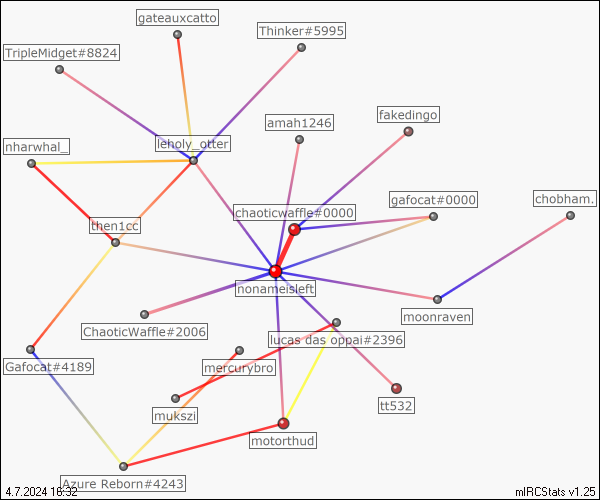 gateauxcatto
Thinker#5995
TripleMidget#8824
fakedingo
amah1246
nharwhal_
leholy_otter
gafocat#0000
chobham.
chaoticwaffle#0000
then1cc
nonameisleft
moonraven
ChaoticWaffle#2006
lucas das oppai#2396
Gafocat#4189
mercurybro
tt532
mukszi
motorthud
Azure Reborn#4243
4.7.2024 18:32
mIRCStats v1.25